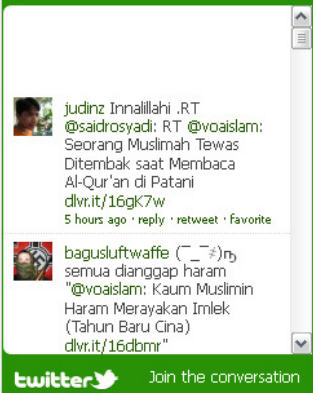 judinz Innalillahi .RT
@saidrosyadi: RT @voaislam:
Seorang Muslimah Tewas
Ditembak saat Membaca
Al-Qur'an di Patani
dlvr.it/16gK7w
5 hours ago · reply · retweet · favorite
bagusluftwaffe (¯_¯҂)ҧ
semua dianggap haram
"@voaislam: Kaum Muslimin
Haram Merayakan Imlek
(Tahun Baru Cina)
dlvr.it/16dbmr"
twitter
Join the conversation